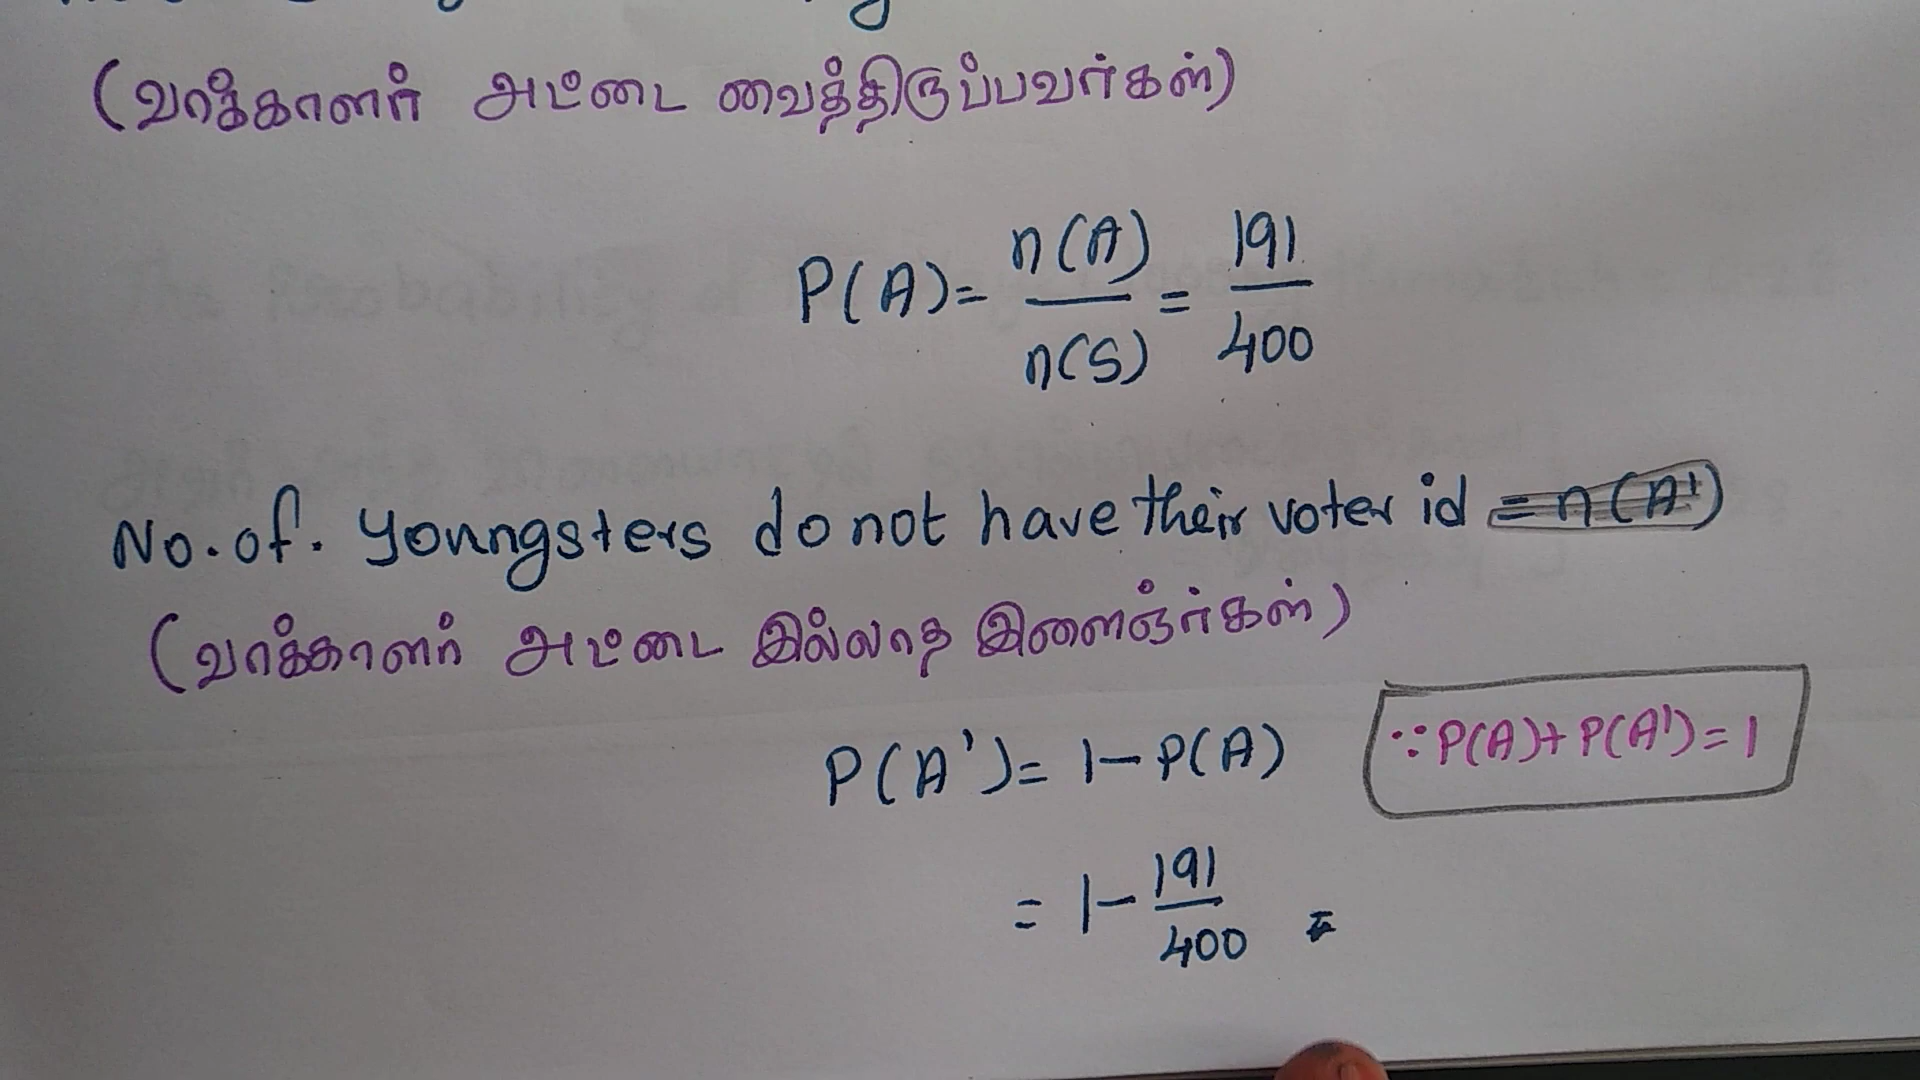 (வாக்காளர் அட்டை வைத்திருப்பவர்கள்)
P(A) = n(A)/n(S) = 191/400
No. of. youngsters do not have their voter id = n(A')
(வாக்காளர் அட்டை இல்லாத இளைஞர்கள்)
P(A') = 1 - P(A) ∵ P(A) + P(A') = 1
= 1 - 191/400